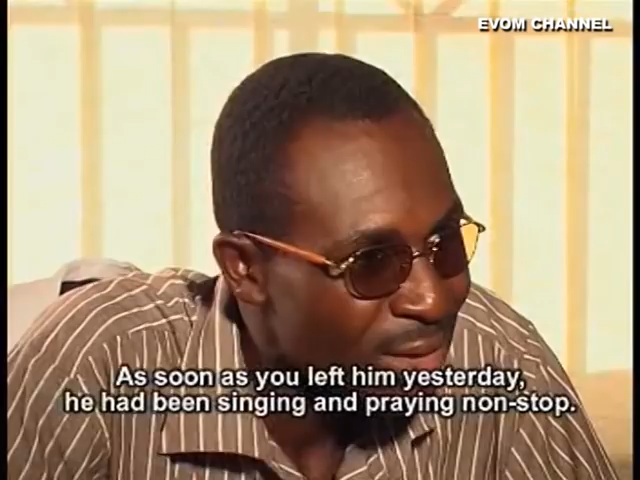 EVOM CHANNEL
As soon as you left him yesterday,
he had been singing and praying non-stop.